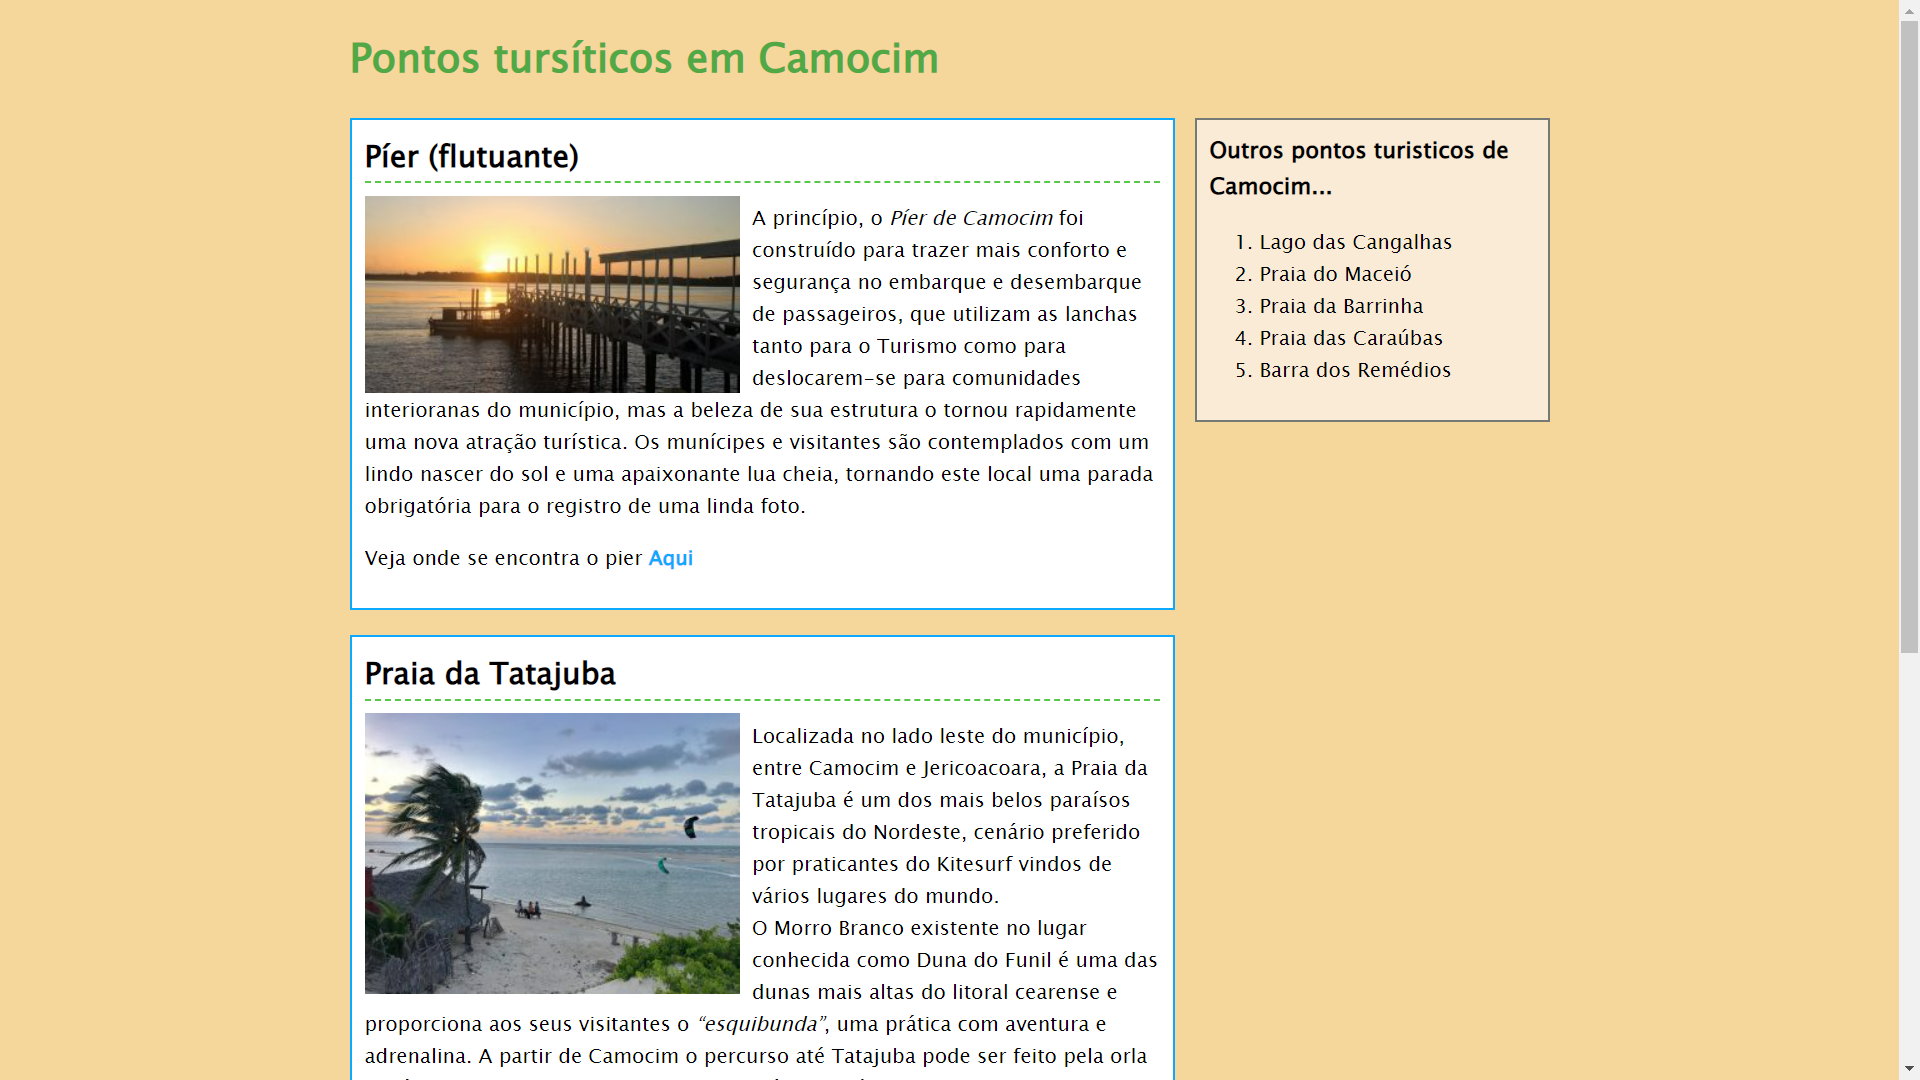 Pontos tursíticos em Camocim
Píer (flutuante)
A princípio, o Píer de Camocim foi
construído para trazer mais conforto e
segurança no embarque e desembarque
de passageiros, que utilizam as lanchas
tanto para o Turismo como para
deslocarem-se para comunidades
interioranas do município, mas a beleza de sua estrutura o tornou rapidamente
uma nova atração turística. Os munícipes e visitantes são contemplados com um
lindo nascer do sol e uma apaixonante lua cheia, tornando este local uma parada
obrigatória para o registro de uma linda foto.
Veja onde se encontra o pier Aqui
Praia da Tatajuba
Localizada no lado leste do município,
entre Camocim e Jericoacoara, a Praia da
Tatajuba é um dos mais belos paraísos
tropicais do Nordeste, cenário preferido
por praticantes do Kitesurf vindos de
vários lugares do mundo.
O Morro Branco existente no lugar
conhecida como Duna do Funil é uma das
dunas mais altas do litoral cearense e
proporciona aos seus visitantes o “esquibunda”, uma prática com aventura e
adrenalina. A partir de Camocim o percurso até Tatajuba pode ser feito pela orla
Outros pontos turisticos de
Camocim...
1. Lago das Cangalhas
2. Praia do Maceió
3. Praia da Barrinha
4. Praia das Caraúbas
5. Barra dos Remédios